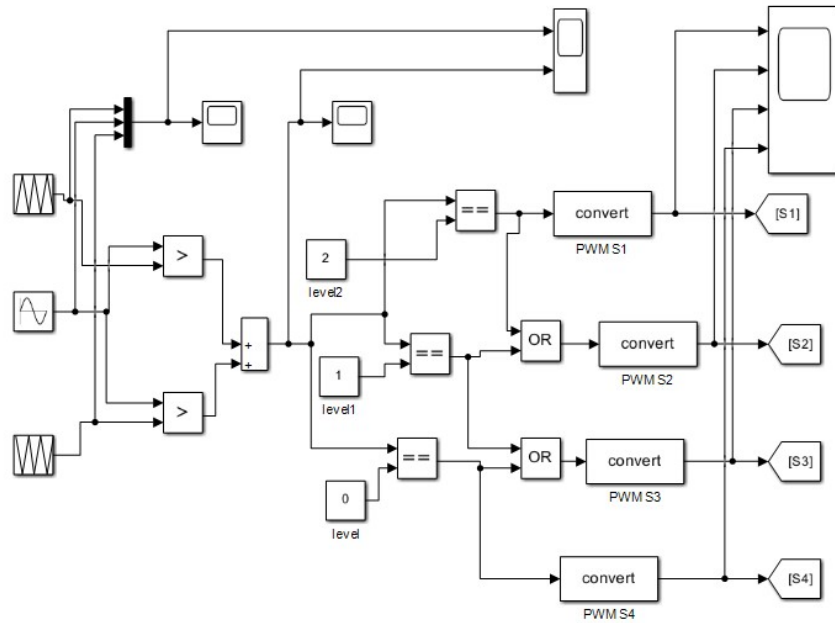 ==
convert
[S1]
PWM S1
>
2
level2
+
+
==
OR
convert
[S2]
PWM S2
1
level1
>
==
OR
convert
[S3]
PWM S3
0
level
convert
[S4]
PWM S4